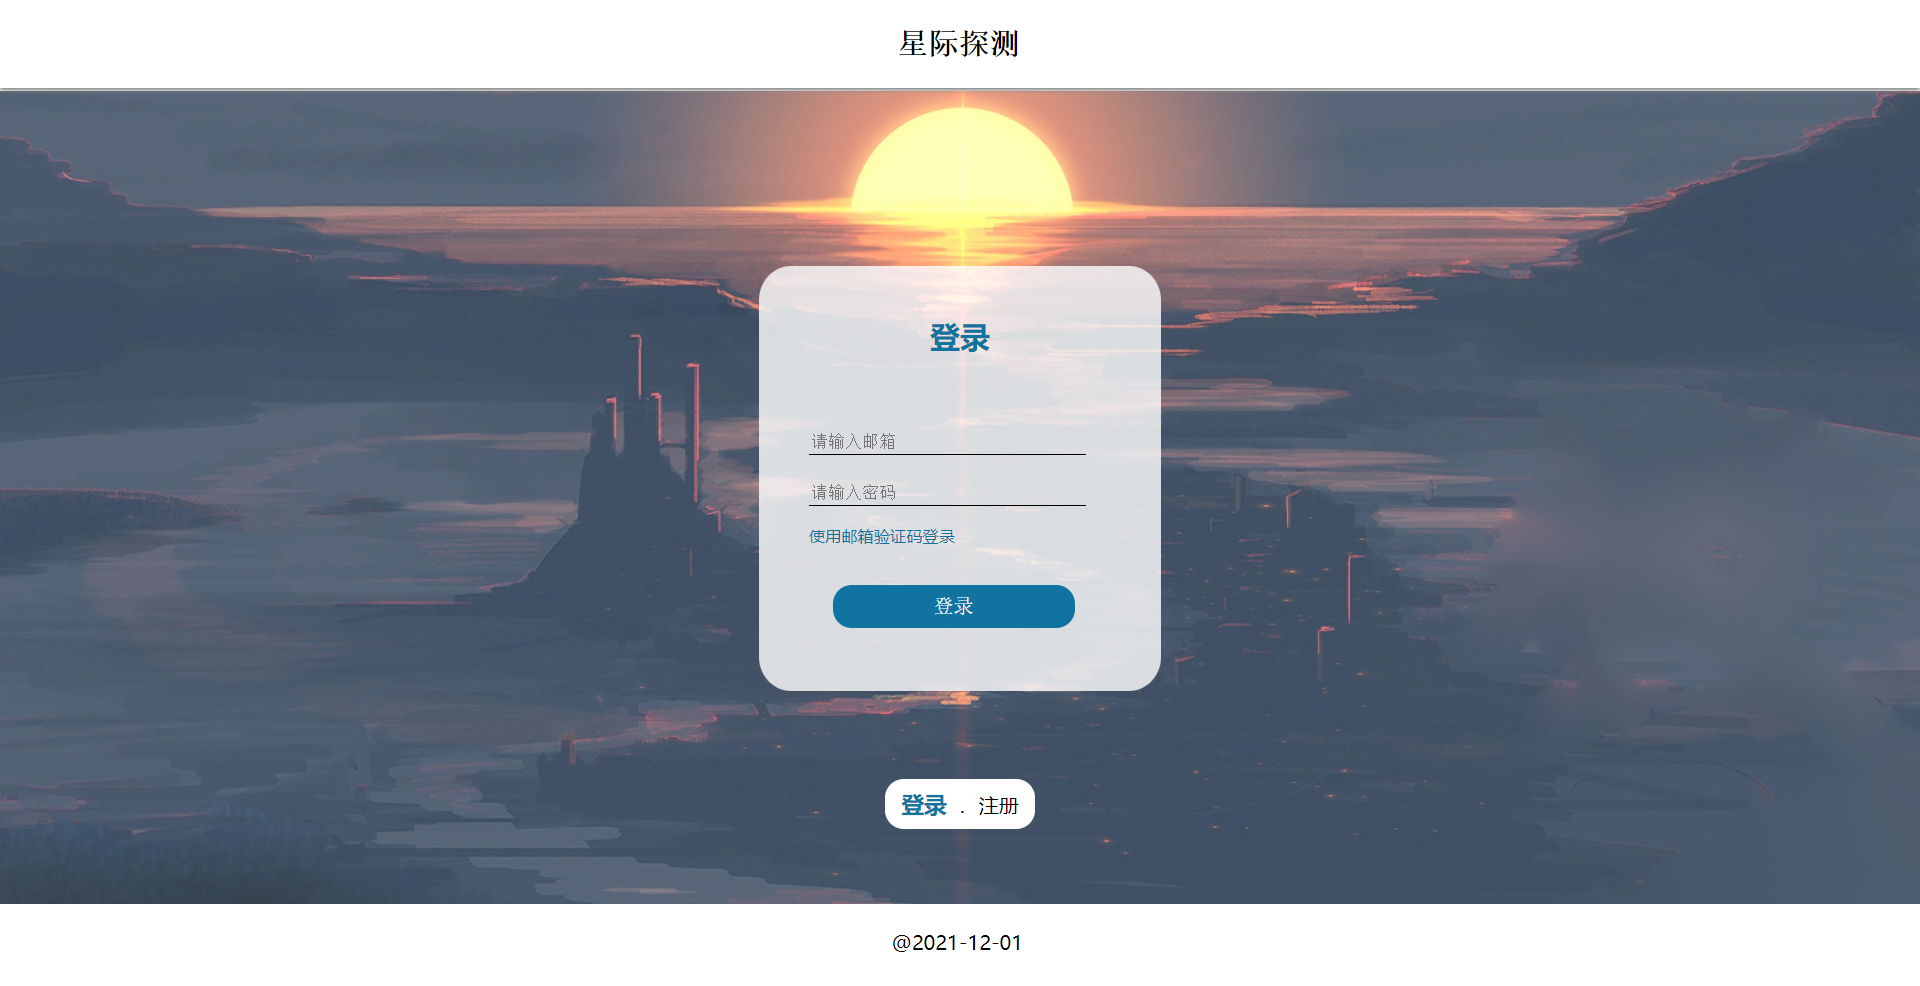 星际探测
登录
请输入邮箱
请输入密码
使用邮箱验证码登录
登录
登录 . 注册
@2021-12-01